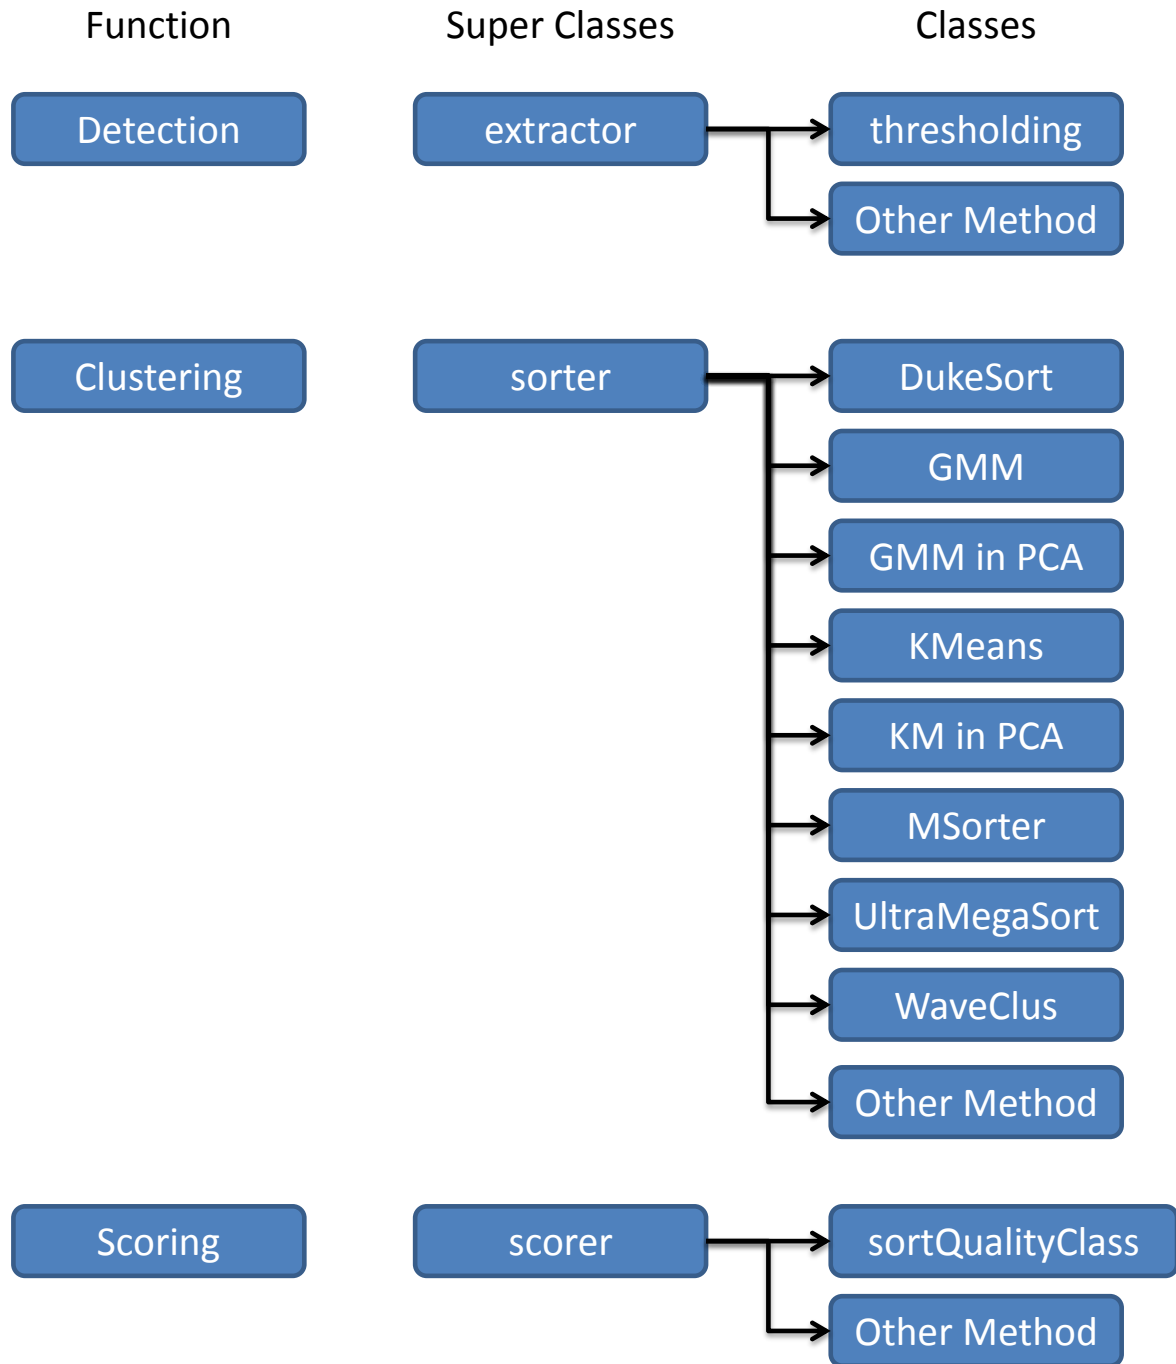 Function Super Classes Classes
Detection extractor thresholding
Other Method
Clustering sorter DukeSort
GMM
GMM in PCA
KMeans
KM in PCA
MSorter
UltraMegaSort
WaveClus
Other Method
Scoring scorer sortQualityClass
Other Method